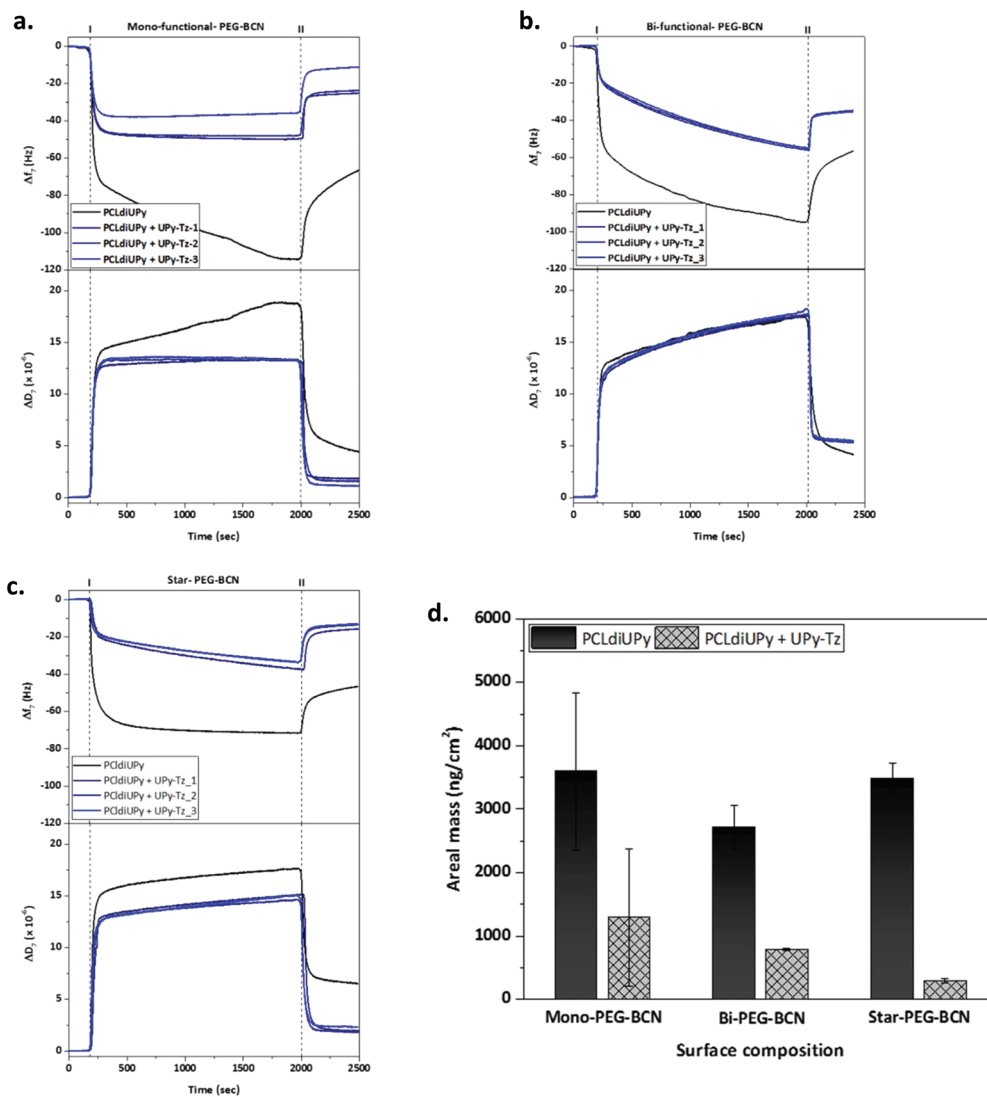 a.
I Mono-functional- PEG-BCN II
0
-20
-40
-60
-80
-100
-120
Δf₇ (Hz)
PCLdiUPy
PCLdiUPy + UPy-Tz-1
PCLdiUPy + UPy-Tz-2
PCLdiUPy + UPy-Tz-3
20
15
10
5
0
ΔD₇ (x 10⁻⁶)
0 500 1000 1500 2000 2500
Time (sec)
b.
I Bi-functional- PEG-BCN II
0
-20
-40
-60
-80
-100
-120
Δf₇ (Hz)
PCLdiUPy
PCLdiUPy + UPy-Tz_1
PCLdiUPy + UPy-Tz_2
PCLdiUPy + UPy-Tz_3
20
15
10
5
0
ΔD₇ (x 10⁻⁶)
0 500 1000 1500 2000 2500
Time (sec)
c.
I Star- PEG-BCN II
0
-20
-40
-60
-80
-100
-120
Δf₇ (Hz)
PCldiUPy
PCLdiUPy + UPy-Tz_1
PCLdiUPy + UPy-Tz_2
PCLdiUPy + UPy-Tz_3
20
15
10
5
0
ΔD₇ (x 10⁻⁶)
0 500 1000 1500 2000 2500
Time (sec)
d.
PCLdiUPy PCLdiUPy + UPy-Tz
6000
5000
4000
3000
2000
1000
0
Areal mass (ng/cm²)
Mono-PEG-BCN Bi-PEG-BCN Star-PEG-BCN
Surface composition